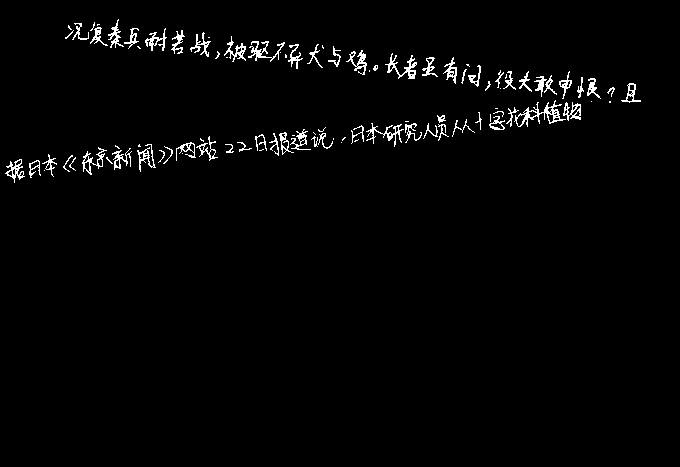 况复秦兵耐苦战,被驱不异犬与鸡。长者虽有问,役夫敢申恨?且
据日本《东京新闻》网站22日报道说,日本研究人员从十字花科植物